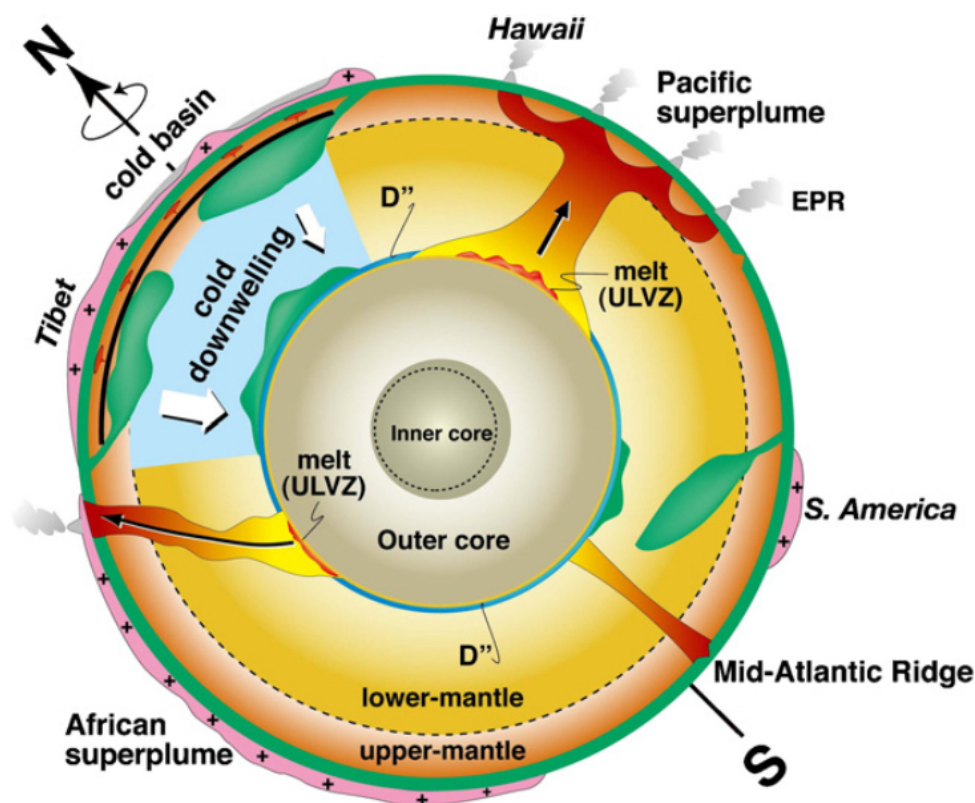 Hawaii
N
Pacific
superplume
cold basin
D”
EPR
melt
(ULVZ)
cold
downwelling
Tibet
Inner core
melt
(ULVZ)
S. America
Outer core
D”
Mid-Atlantic Ridge
lower-mantle
African
superplume
upper-mantle
S